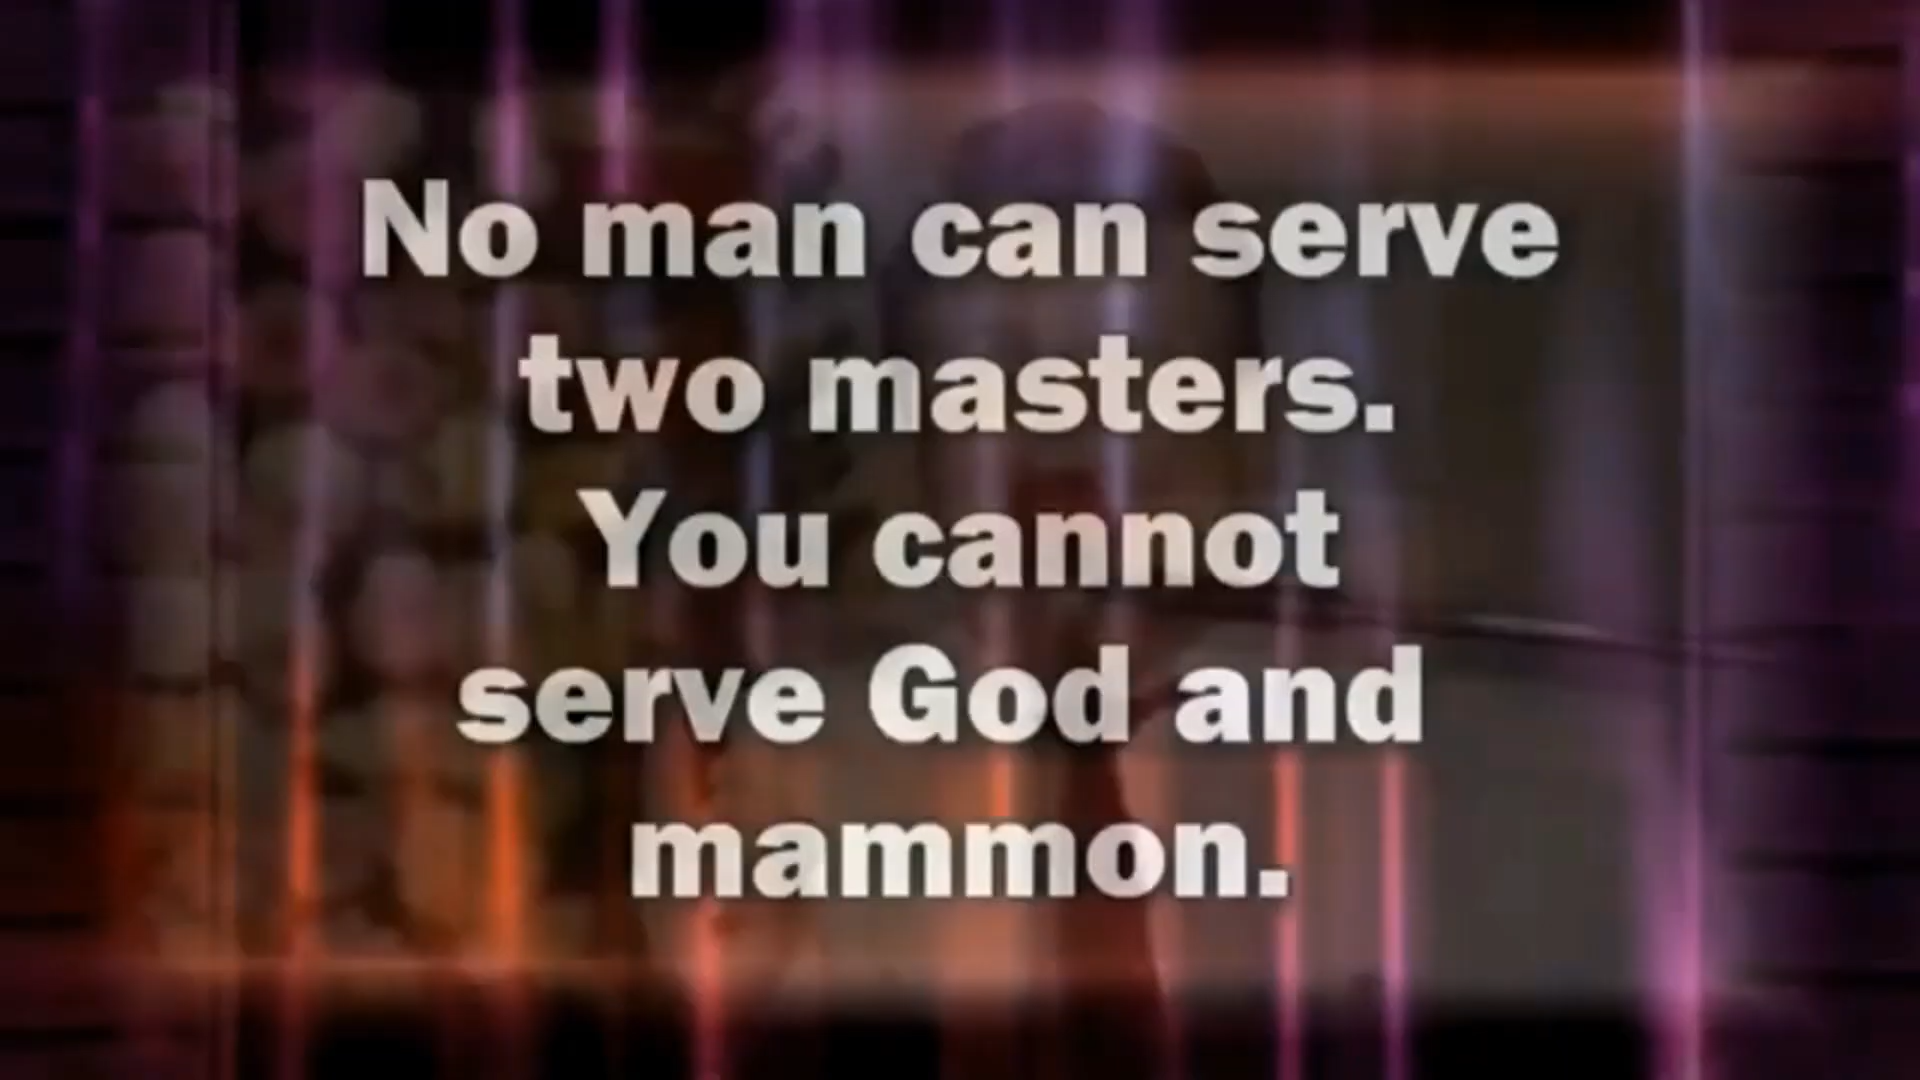 No man can serve
two masters.
You cannot
serve God and
mammon.